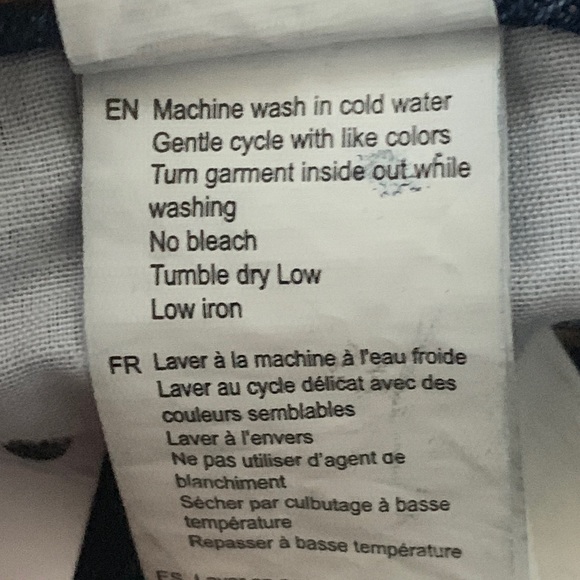 EN Machine wash in cold water
Gentle cycle with like colors
Turn garment inside out while
washing
No bleach
Tumble dry Low
Low iron
FR Laver à la machine à l'eau froide
Laver au cycle délicat avec des
couleurs semblables
Laver à l'envers
Ne pas utiliser d'agent de
blanchiment
Sécher par culbutage à basse
température
Repasser à basse température
ES